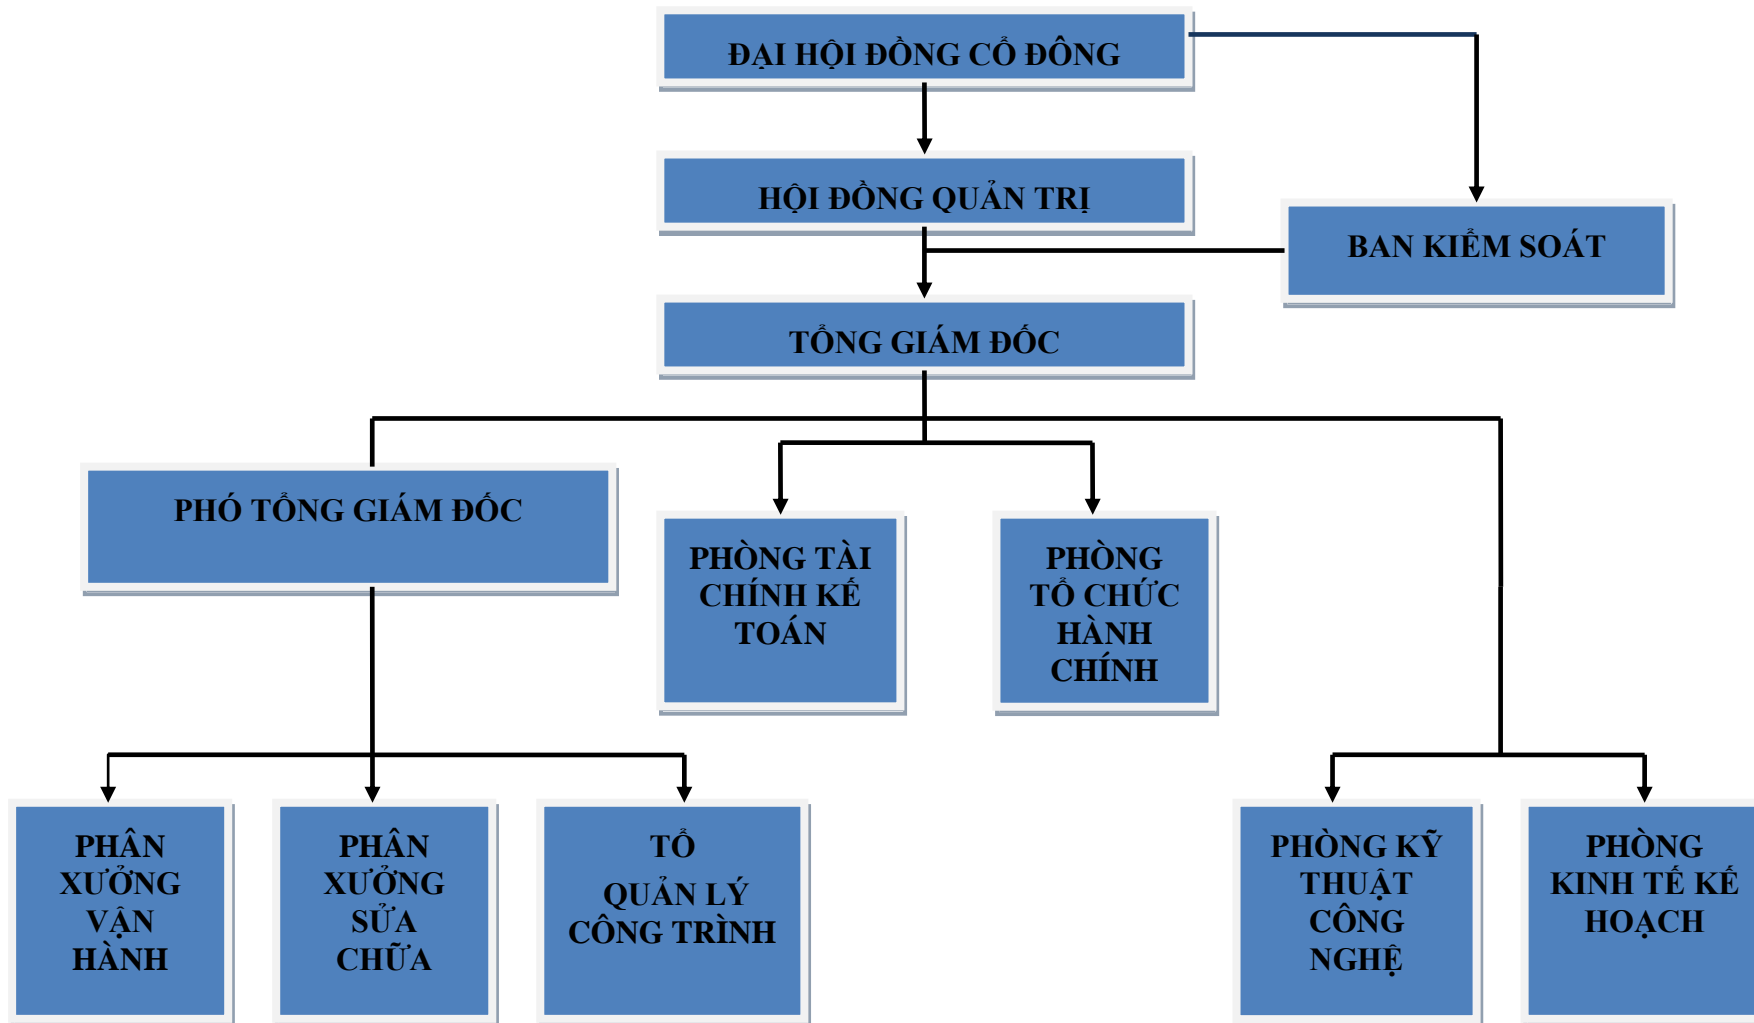 ĐẠI HỘI ĐỒNG CỔ ĐÔNG
HỘI ĐỒNG QUẢN TRỊ
BAN KIỂM SOÁT
TỔNG GIÁM ĐỐC
PHÓ TỔNG GIÁM ĐỐC
PHÒNG TÀI
CHÍNH KẾ
TOÁN
PHÒNG
TỔ CHỨC
HÀNH
CHÍNH
PHÂN
XƯỞNG
VẬN
HÀNH
PHÂN
XƯỞNG
SỬA
CHỮA
TỔ
QUẢN LÝ
CÔNG TRÌNH
PHÒNG KỸ
THUẬT
CÔNG
NGHỆ
PHÒNG
KINH TẾ KẾ
HOẠCH